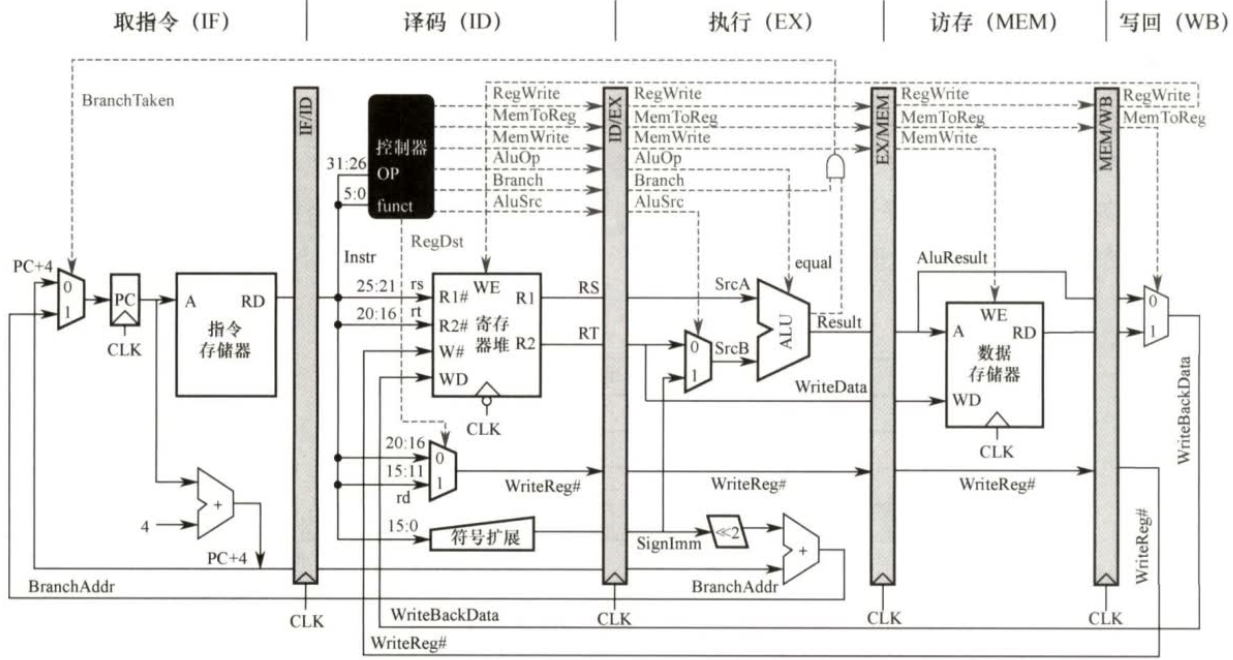 取指令（IF） 译码（ID） 执行（EX） 访存（MEM） 写回（WB）
BranchTaken
IF/ID
控制器
OP
funct
31:26
5:0
RegWrite
MemToReg
MemWrite
AluOp
Branch
AluSrc
RegDst
ID/EX
RegWrite
MemToReg
MemWrite
AluOp
Branch
AluSrc
EX/MEM
RegWrite
MemToReg
MemWrite
MEM/WB
RegWrite
MemToReg
PC+4
0
1
PC
CLK
A RD
指令
存储器
Instr
25:21 rs
20:16 rt
R1# WE R1
R2# 寄存器堆 R2
W#
WD
CLK
RS
RT
SrcA
0
1
SrcB
ALU
equal
Result
WriteData
AluResult
WE
A RD
数据
存储器
WD
CLK
0
1
WriteBackData
20:16
15:11
rd
0
1
WriteReg#
WriteReg#
WriteReg#
WriteReg#
15:0
符号扩展
SignImm
≪2
+
4
+
PC+4
BranchAddr
BranchAddr
CLK
CLK
CLK
CLK
WriteBackData
WriteReg#